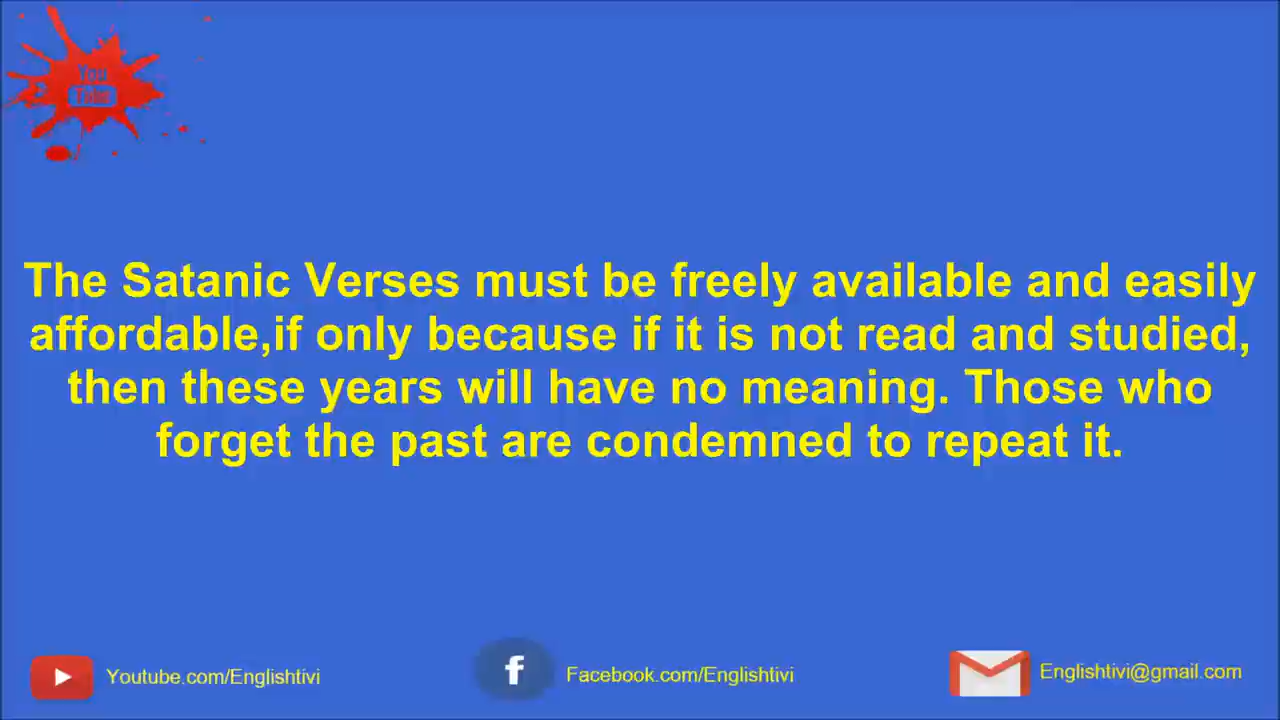 You
Tube
The Satanic Verses must be freely available and easily
affordable,if only because if it is not read and studied,
then these years will have no meaning. Those who
forget the past are condemned to repeat it.
Youtube.com/Englishtivi
f
Facebook.com/Englishtivi
Englishtivi@gmail.com